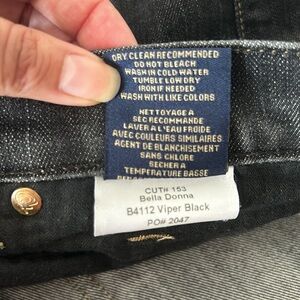 DRY CLEAN RECOMMENDED
DO NOT BLEACH
WASH IN COLD WATER
TUMBLE LOW DRY
IRON IF NEEDED
WASH WITH LIKE COLORS
NETTOYAGE A
SEC RECOMMANDE
LAVER A L'EAU FROIDE
AVEC COULEURS SIMILAIRES
AGENT DE BLANCHISEMENT
SANS CHLORE
SECHER A
TEMPERATURE BASSE
CUT# 153
Bella Donna
B4112 Viper Black
PO# 2047